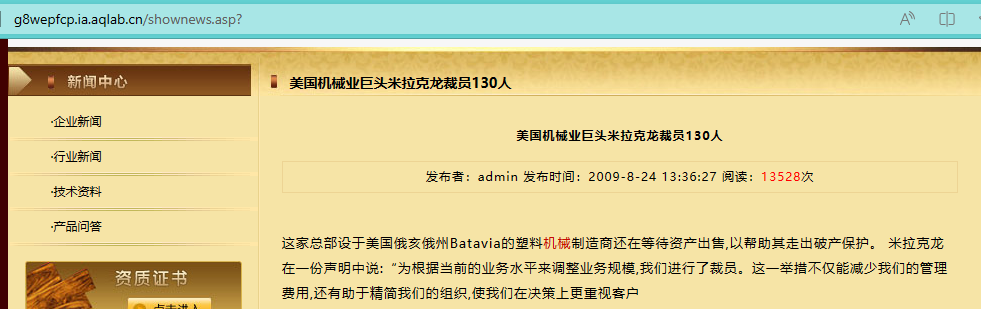 g8wepfcp.ia.aqlab.cn/shownews.asp?
新闻中心
·企业新闻
·行业新闻
·技术资料
·产品问答
资质证书
点击进入
美国机械业巨头米拉克龙裁员130人
美国机械业巨头米拉克龙裁员130人
发布者：admin 发布时间：2009-8-24 13:36:27 阅读：13528次
这家总部设于美国俄亥俄州Batavia的塑料机械制造商还在等待资产出售,以帮助其走出破产保护。 米拉克龙
在一份声明中说:“为根据当前的业务水平来调整业务规模,我们进行了裁员。这一举措不仅能减少我们的管理
费用,还有助于精简我们的组织,使我们在决策上更重视客户